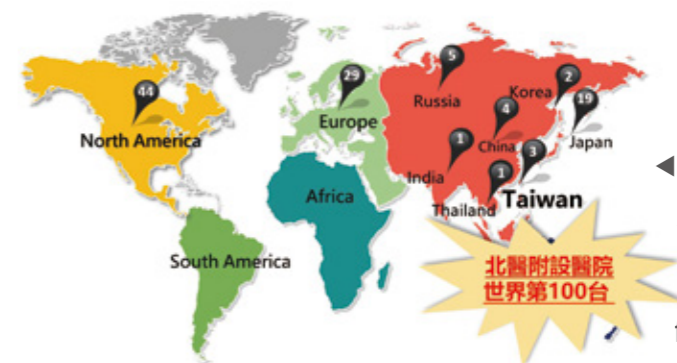 44
North America
29
Europe
5
Russia
2
Korea
4
China
19
Japan
1
India
3
Taiwan
1
Thailand
Africa
South America
北醫附設醫院
世界第100台